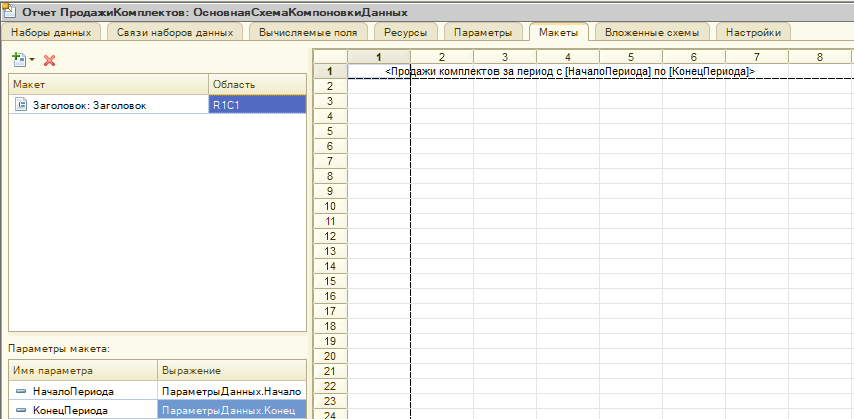 Отчет ПродажиКомплектов: ОсновнаяСхемаКомпоновкиДанных
Наборы данных Связи наборов данных Вычисляемые поля Ресурсы Параметры Макеты Вложенные схемы Настройки
Макет Область
Заголовок: Заголовок R1C1
Параметры макета:
Имя параметра Выражение
НачалоПериода ПараметрыДанных.Начало
КонецПериода ПараметрыДанных.Конец
1 2 3 4 5 6 7 8
1 <Продажи комплектов за период с [НачалоПериода] по [КонецПериода]>
2
3
4
5
6
7
8
9
10
11
12
13
14
15
16
17
18
19
20
21
22
23
24